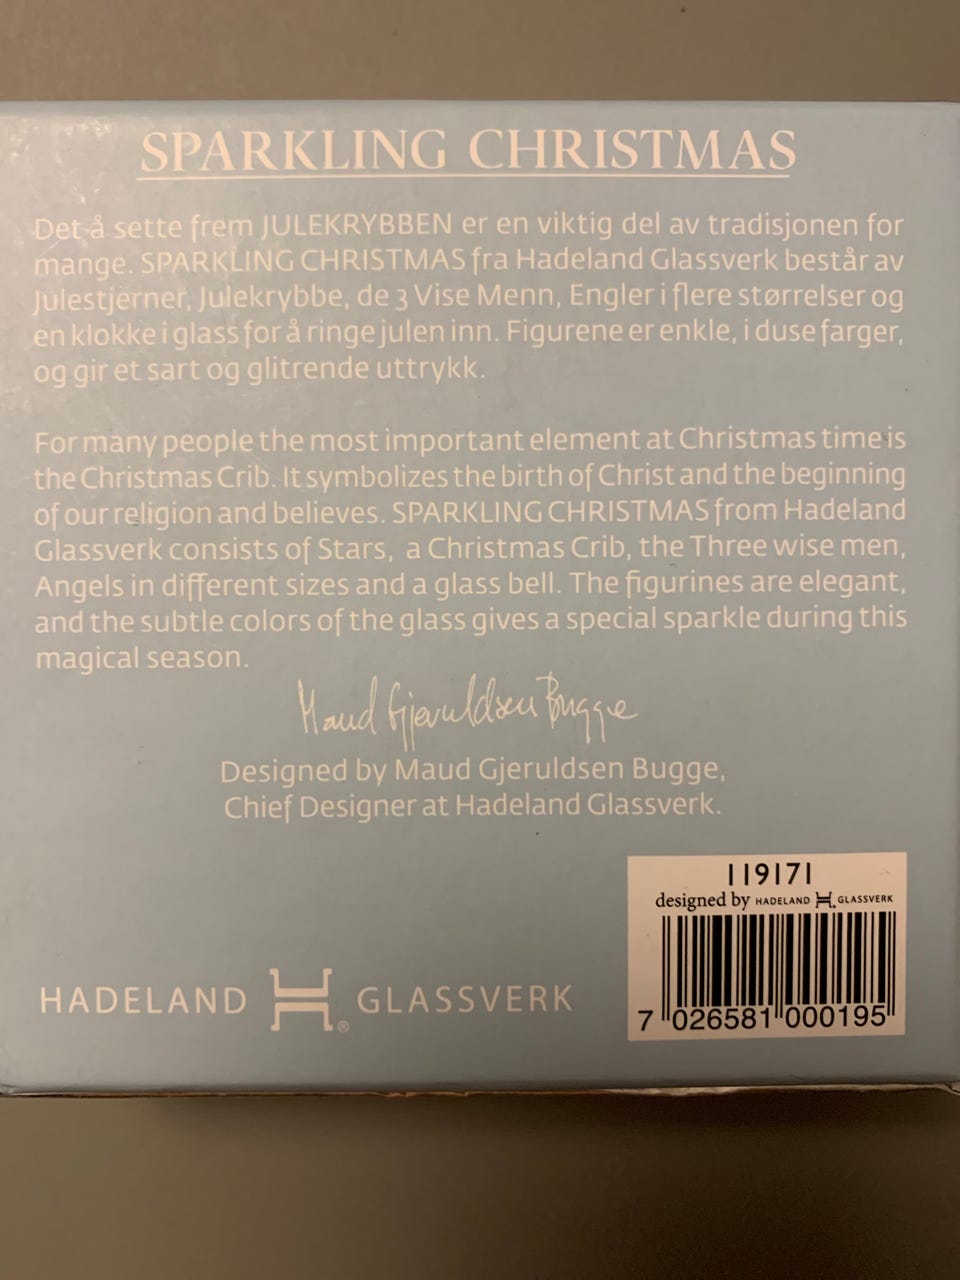 SPARKLING CHRISTMAS
Det å sette frem JULEKRYBBEN er en viktig del av tradisjonen for
mange. SPARKLING CHRISTMAS fra Hadeland Glassverk består av
Julestjerner, Julekrybbe, de 3 Vise Menn, Engler i flere størrelser og
en klokke i glass for å ringe julen inn. Figurene er enkle, i duse farger,
og gir et sart og glitrende uttrykk.
For many people the most important element at Christmas time is
the Christmas Crib. It symbolizes the birth of Christ and the beginning
of our religion and believes. SPARKLING CHRISTMAS from Hadeland
Glassverk consists of Stars, a Christmas Crib, the Three wise men,
Angels in different sizes and a glass bell. The figurines are elegant,
and the subtle colors of the glass gives a special sparkle during this
magical season.
Maud Gjeruldsen Bugge
Designed by Maud Gjeruldsen Bugge,
Chief Designer at Hadeland Glassverk.
119171
designed by HADELAND H GLASSVERK
7 026581 000195
HADELAND H® GLASSVERK